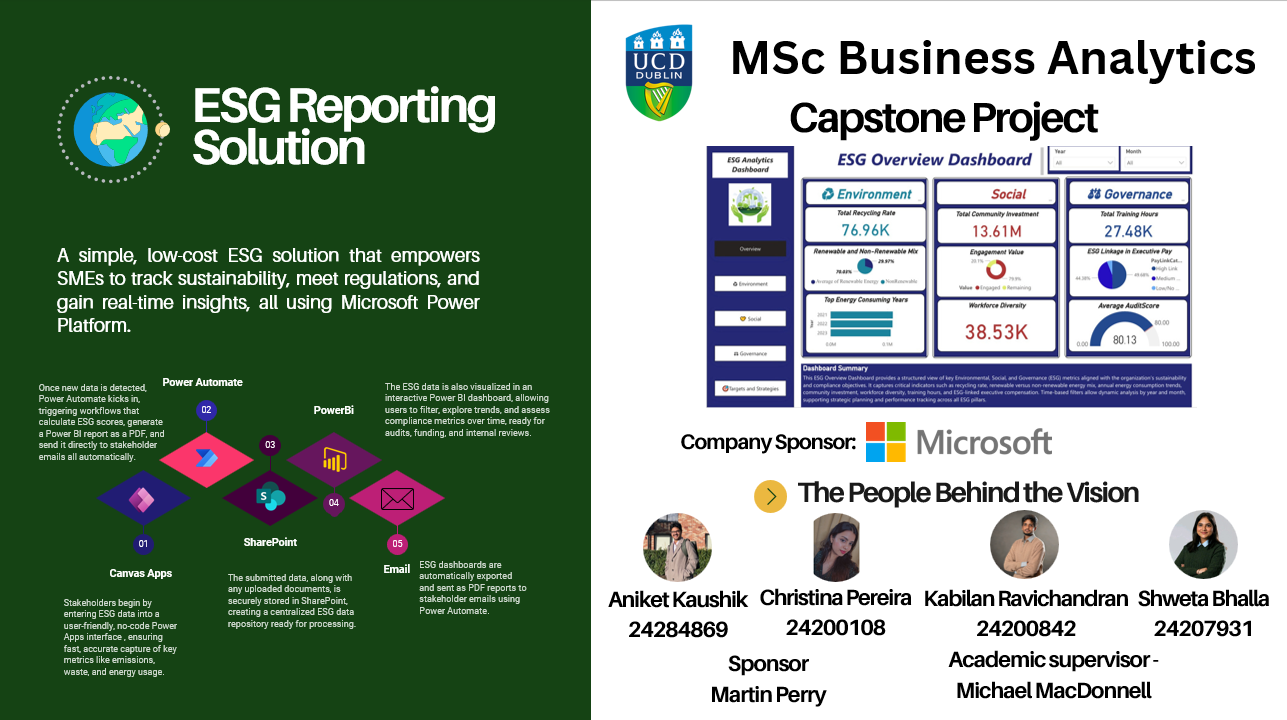 ESG Reporting
Solution
A simple, low-cost ESG solution that empowers
SMEs to track sustainability, meet regulations, and
gain real-time insights, all using Microsoft Power
Platform.
Once new data is detected,
Power Automate kicks in,
triggering workflows that
calculate ESG scores, generate
a Power BI report as a PDF, and
send it directly to stakeholder
emails all automatically.
Power Automate
02
03
PowerBi
The ESG data is also visualized in an
interactive Power BI dashboard, allowing
users to filter, explore trends, and assess
compliance metrics over time, ready for
audits, funding, and internal reviews.
S
04
01
Canvas Apps
SharePoint
05
Email
Stakeholders begin by
entering ESG data into a
user-friendly, no-code Power
Apps interface , ensuring
fast, accurate capture of key
metrics like emissions,
waste, and energy usage.
The submitted data, along with
any uploaded documents, is
securely stored in SharePoint,
creating a centralized ESG data
repository ready for processing.
ESG dashboards are
automatically exported
and sent as PDF reports to
stakeholder emails using
Power Automate.
UCD
DUBLIN
MSc Business Analytics
Capstone Project
ESG Analytics
Dashboard
Overview
Environment
Social
Governance
Targets and Strategies
ESG Overview Dashboard
Year
All
Month
All
Environment
Total Recycling Rate
76.96K
Renewable and Non-Renewable Mix
29.97%
70.03%
Average of Renewable Energy
NonRenewable
Top Energy Consuming Years
Year
2021
2022
2023
0.0M
0.1M
Social
Total Community Investment
13.61M
Engagement Value
20.1%
79.9%
Value Engaged Remaining
Workforce Diversity
38.53K
Governance
Total Training Hours
27.48K
ESG Linkage in Executive Pay
44.08%
49.68%
PayLinkCat...
High Link
Medium ...
Low/No ...
Average AuditScore
80.00
0.00
80.13
100.00
Dashboard Summary
This ESG Overview Dashboard provides a structured view of key Environmental, Social, and Governance (ESG) metrics aligned with the organization's sustainability
and compliance objectives. It captures critical indicators such as recycling rate, renewable versus non-renewable energy mix, annual energy consumption trends,
community investment, workforce diversity, training hours, and ESG-linked executive compensation. Time-based filters allow dynamic analysis by year and month,
supporting strategic planning and performance tracking across all ESG pillars.
Company Sponsor:
Microsoft
The People Behind the Vision
Aniket Kaushik
24284869
Christina Pereira
24200108
Kabilan Ravichandran
24200842
Shweta Bhalla
24207931
Sponsor
Martin Perry
Academic supervisor -
Michael MacDonnell